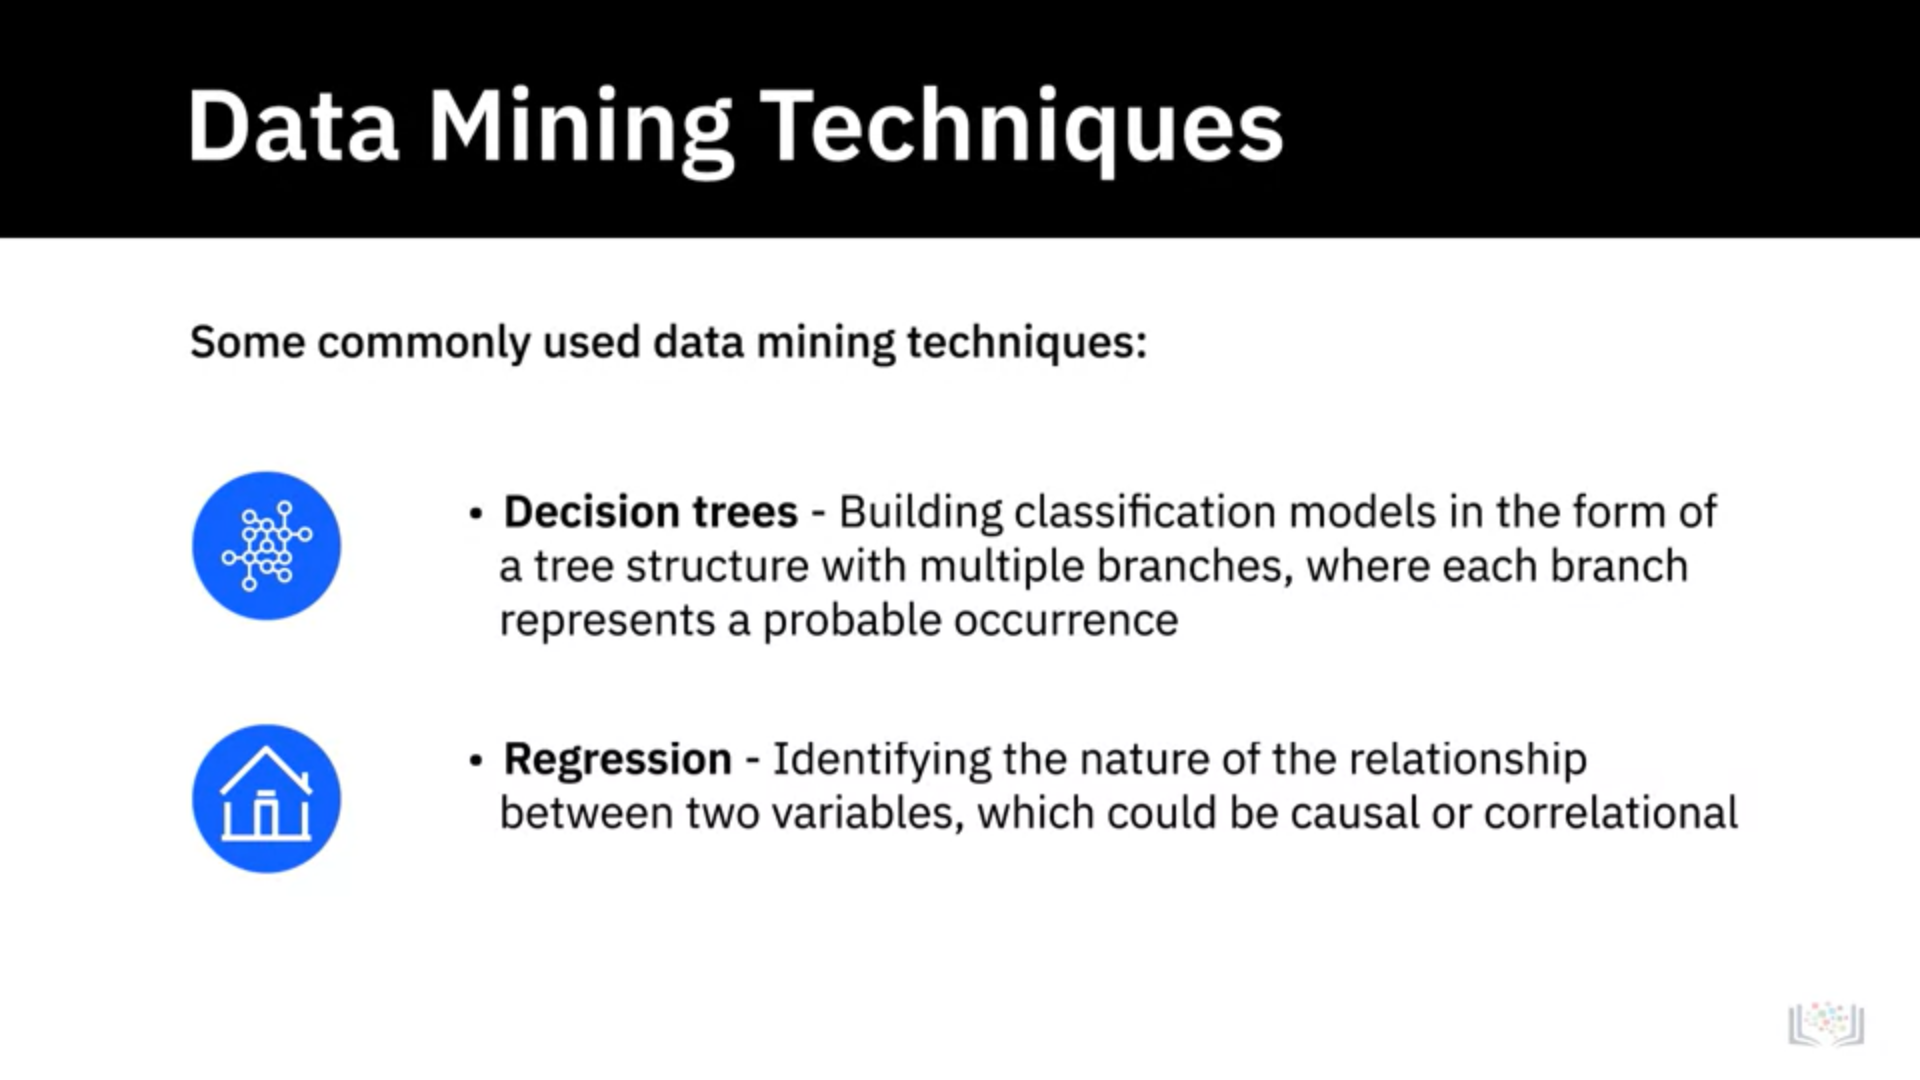 Data Mining Techniques
Some commonly used data mining techniques:
• Decision trees - Building classification models in the form of
a tree structure with multiple branches, where each branch
represents a probable occurrence
• Regression - Identifying the nature of the relationship
between two variables, which could be causal or correlational